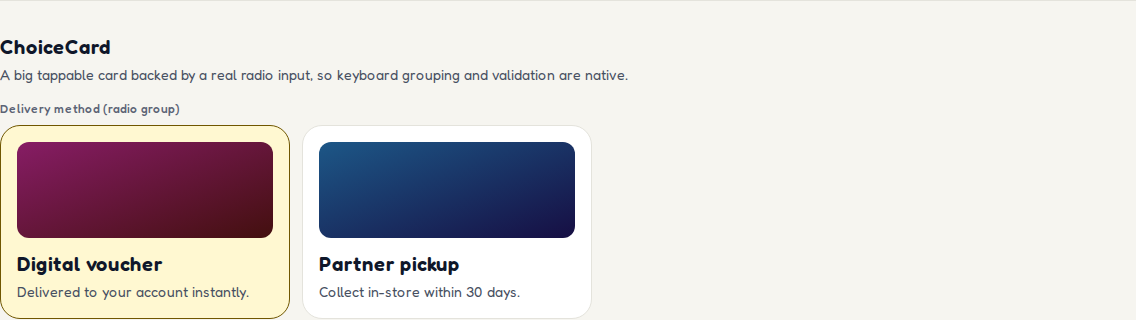 ChoiceCard
A big tappable card backed by a real radio input, so keyboard grouping and validation are native.
Delivery method (radio group)
Digital voucher
Delivered to your account instantly.
Partner pickup
Collect in-store within 30 days.